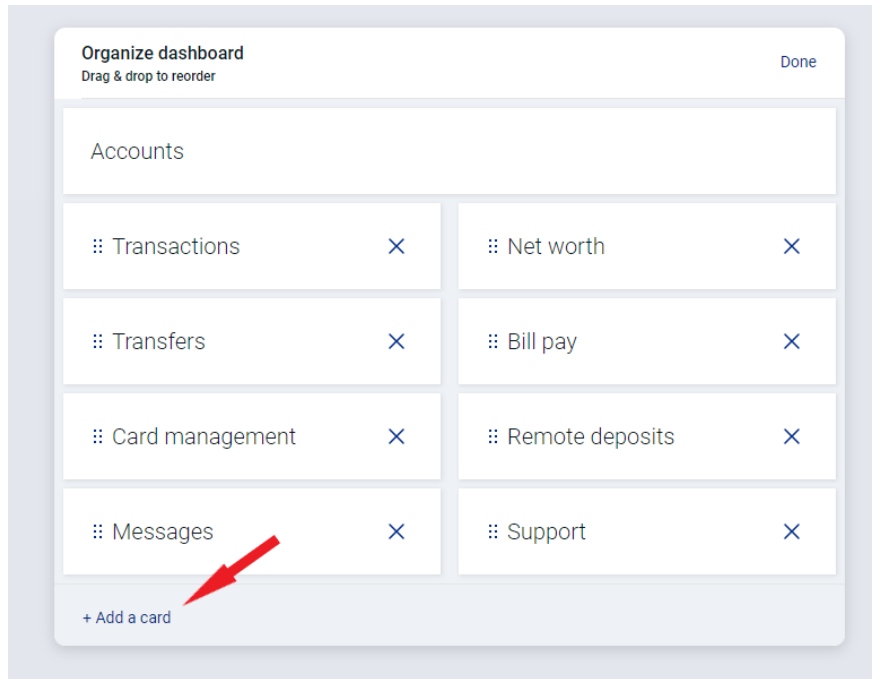 Organize dashboard
Drag & drop to reorder
Done
Accounts
Transactions
Net worth
Transfers
Bill pay
Card management
Remote deposits
Messages
Support
+ Add a card